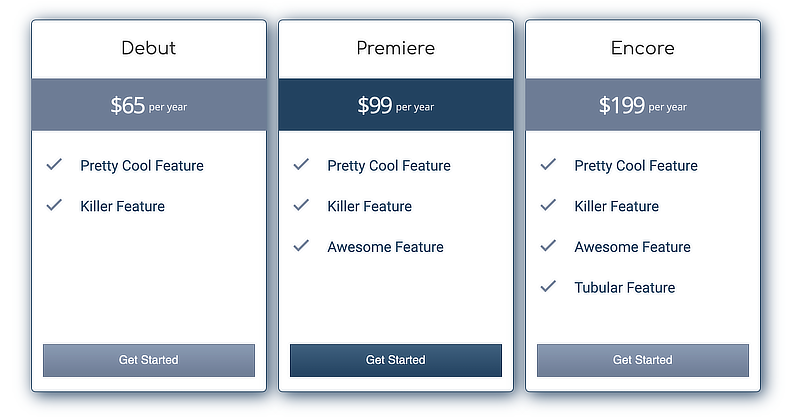 Debut
$65 per year
Pretty Cool Feature
Killer Feature
Get Started
Premiere
$99 per year
Pretty Cool Feature
Killer Feature
Awesome Feature
Get Started
Encore
$199 per year
Pretty Cool Feature
Killer Feature
Awesome Feature
Tubular Feature
Get Started